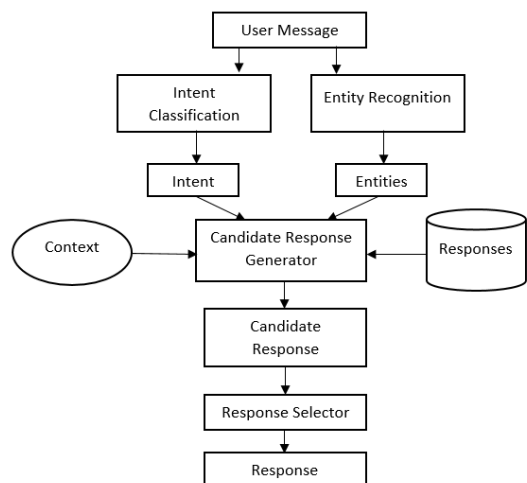 User Message
Intent
Classification
Entity Recognition
Intent
Entities
Context
Candidate Response
Generator
Responses
Candidate
Response
Response Selector
Response